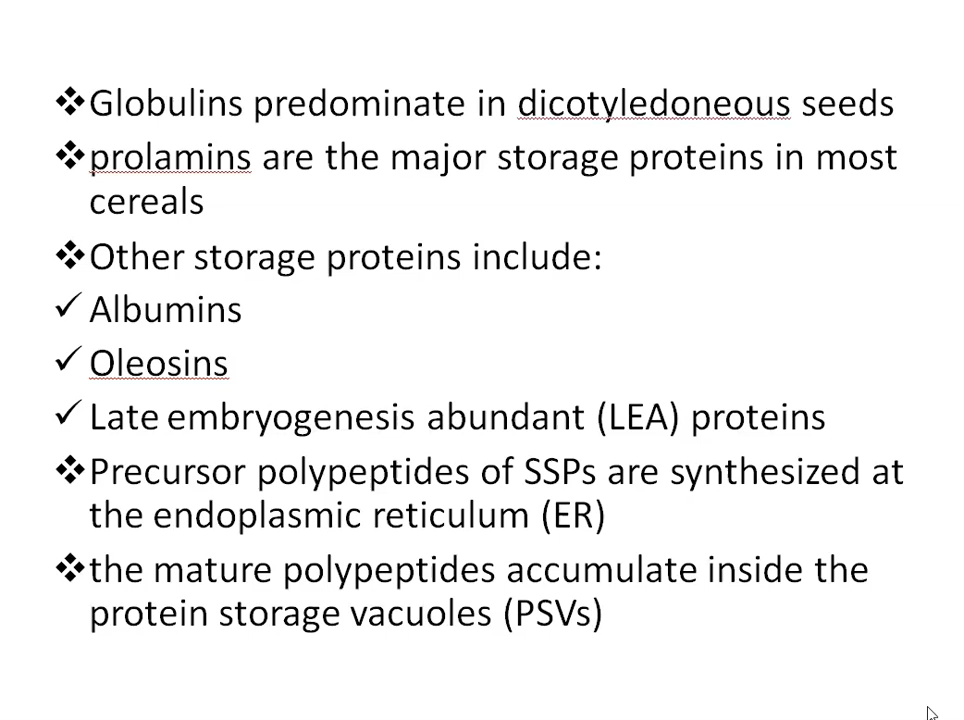 ❖Globulins predominate in dicotyledoneous seeds
❖prolamins are the major storage proteins in most
cereals
❖Other storage proteins include:
✓ Albumins
✓ Oleosins
✓ Late embryogenesis abundant (LEA) proteins
❖Precursor polypeptides of SSPs are synthesized at
the endoplasmic reticulum (ER)
❖the mature polypeptides accumulate inside the
protein storage vacuoles (PSVs)